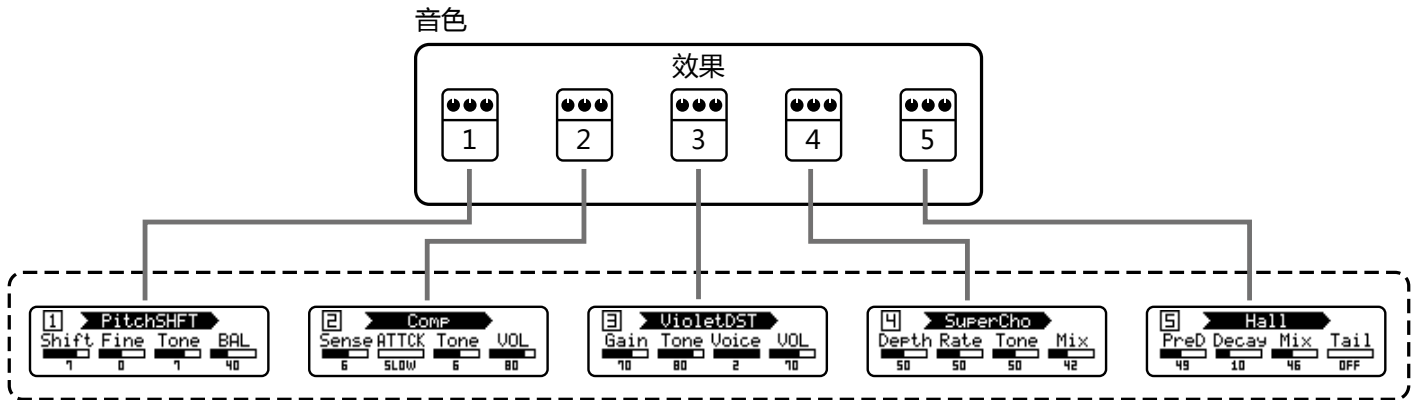 音色
效果
1
2
3
4
5
1 PitchSHFT
Shift Fine Tone BAL
7 0 7 40
2 Comp
Sense ATTCK Tone VOL
6 SLOW 6 80
3 VioletDST
Gain Tone Voice VOL
70 80 2 70
4 SuperCho
Depth Rate Tone Mix
50 50 50 42
5 Hall
PreD Decay Mix Tail
49 10 46 OFF